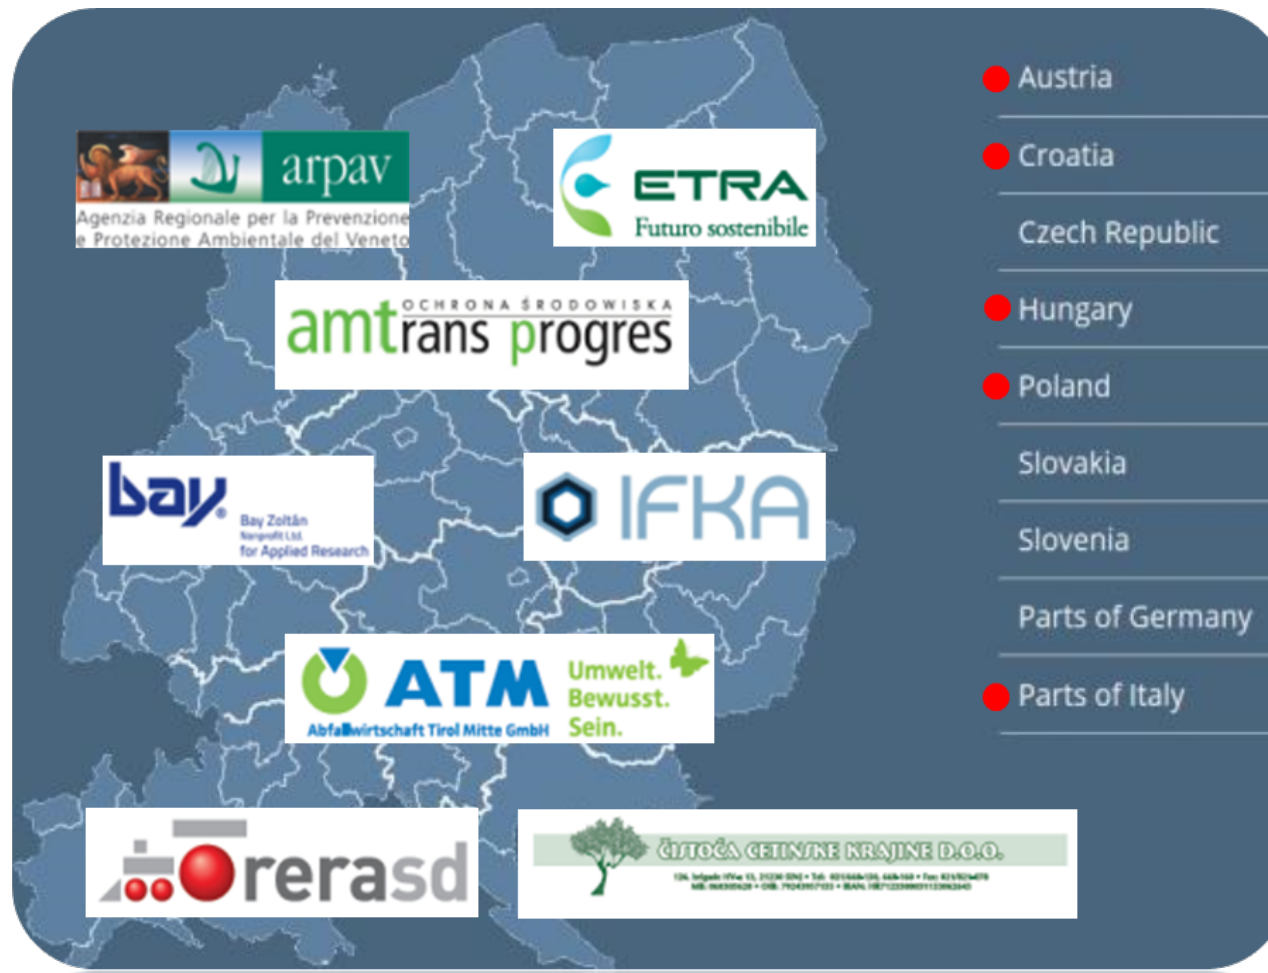 arpav
Agenzia Regionale per la Prevenzione
e Protezione Ambientale del Veneto
ETRA
Futuro sostenibile
OCHRONA ŚRODOWISKA
amtrans progres
bay
Bay Zoltán
Nonprofit Ltd.
for Applied Research
IFKA
ATM
Abfallwirtschaft Tirol Mitte GmbH
Umwelt.
Bewusst.
Sein.
rerasd
ČISTOĆA CETINSKE KRAJINE D.O.O.
Austria
Croatia
Czech Republic
Hungary
Poland
Slovakia
Slovenia
Parts of Germany
Parts of Italy